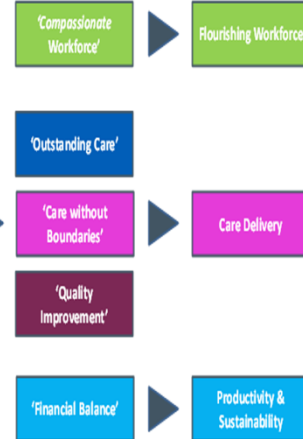 'Compassionate
Workforce'
Flourishing Workforce
'Outstanding Care'
'Care without
Boundaries'
Care Delivery
'Quality
Improvement'
'Financial Balance'
Productivity &
Sustainability